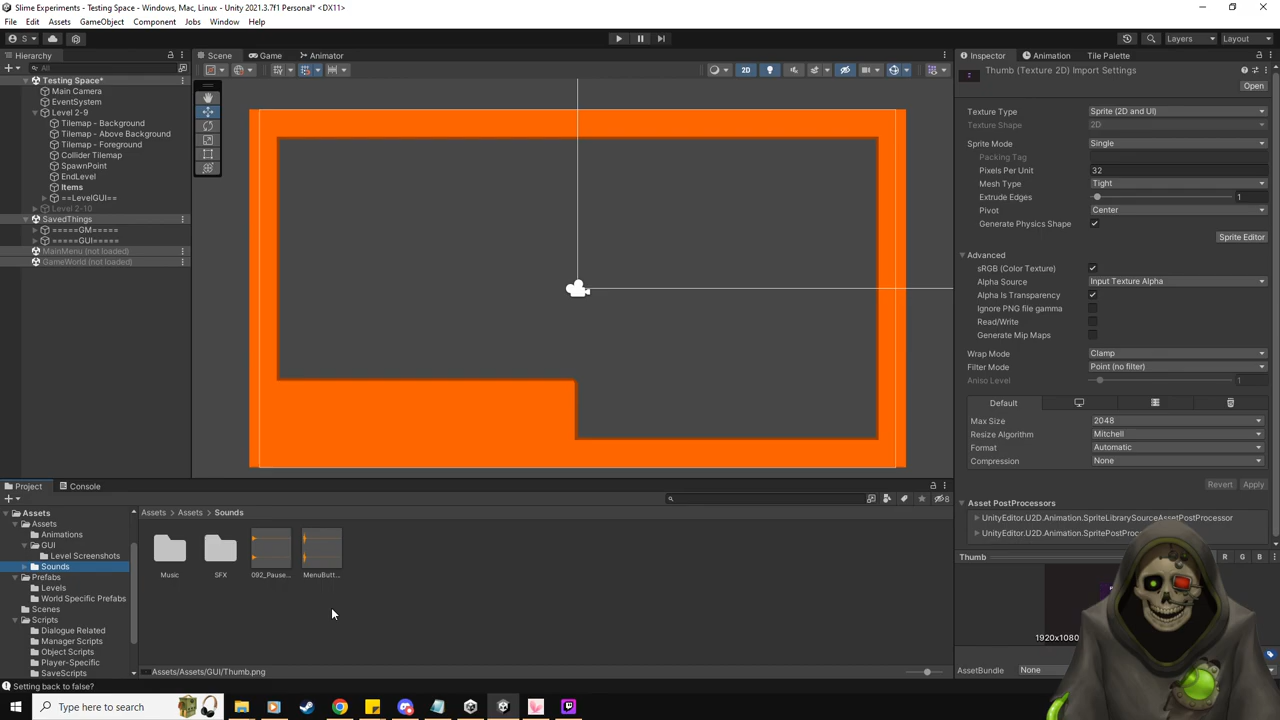 Slime Experiments - Testing Space - Windows, Mac, Linux - Unity 2021.3.7f1 Personal* <DX11>
File Edit Assets GameObject Component Jobs Window Help
S
Layers Layout
Hierarchy
Scene Game Animator
Inspector Animation Tile Palette
All
2D
Testing Space*
Main Camera
EventSystem
Level 2-9
Tilemap - Background
Tilemap - Above Background
Tilemap - Foreground
Collider Tilemap
SpawnPoint
EndLevel
Items
==LevelGUI==
Level 2-10
SavedThings
=====GM=====
=====GUI=====
MainMenu (not loaded)
GameWorld (not loaded)
Thumb (Texture 2D) Import Settings
Open
Texture Type Sprite (2D and UI)
Texture Shape 2D
Sprite Mode Single
Packing Tag
Pixels Per Unit 32
Mesh Type Tight
Extrude Edges 1
Pivot Center
Generate Physics Shape
Sprite Editor
Advanced
sRGB (Color Texture)
Alpha Source Input Texture Alpha
Alpha Is Transparency
Ignore PNG file gamma
Read/Write
Generate Mip Maps
Wrap Mode Clamp
Filter Mode Point (no filter)
Aniso Level 1
Default
Max Size 2048
Resize Algorithm Mitchell
Format Automatic
Compression None
Revert Apply
Asset PostProcessors
UnityEditor.U2D.Animation.SpriteLibrarySourceAssetPostProcessor
UnityEditor.U2D.Animation.SpritePostProc
Thumb RGB R G B
1920x1080
AssetBundle None
Project Console
8
Assets
Assets
Animations
GUI
Level Screenshots
Sounds
Prefabs
Levels
World Specific Prefabs
Scenes
Scripts
Dialogue Related
Manager Scripts
Object Scripts
Player-Specific
SaveScripts
Assets > Assets > Sounds
Music SFX 092_Pause... MenuButt...
Assets/Assets/GUI/Thumb.png
Setting back to false?
Type here to search